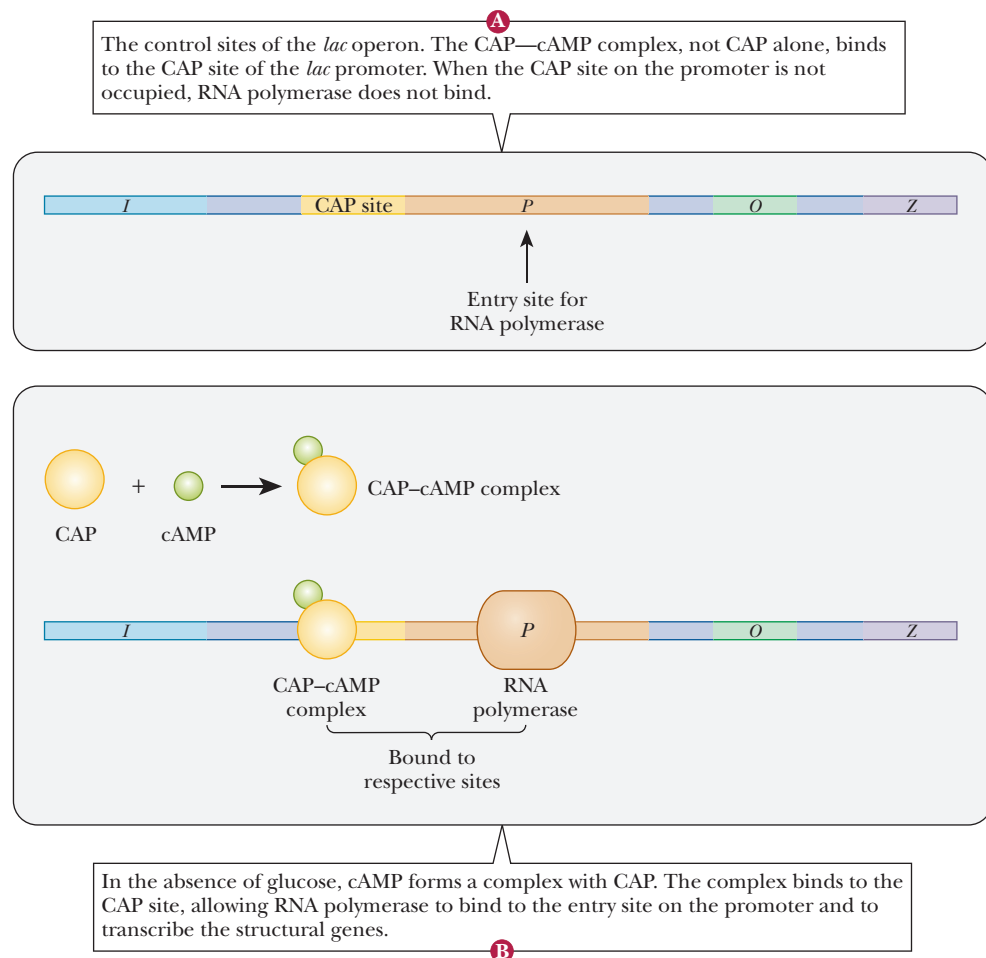 A
The control sites of the lac operon. The CAP—cAMP complex, not CAP alone, binds
to the CAP site of the lac promoter. When the CAP site on the promoter is not
occupied, RNA polymerase does not bind.
I CAP site P O Z
Entry site for
RNA polymerase
CAP + cAMP CAP–cAMP complex
I P O Z
CAP–cAMP
complex
RNA
polymerase
Bound to
respective sites
In the absence of glucose, cAMP forms a complex with CAP. The complex binds to the
CAP site, allowing RNA polymerase to bind to the entry site on the promoter and to
transcribe the structural genes.
B